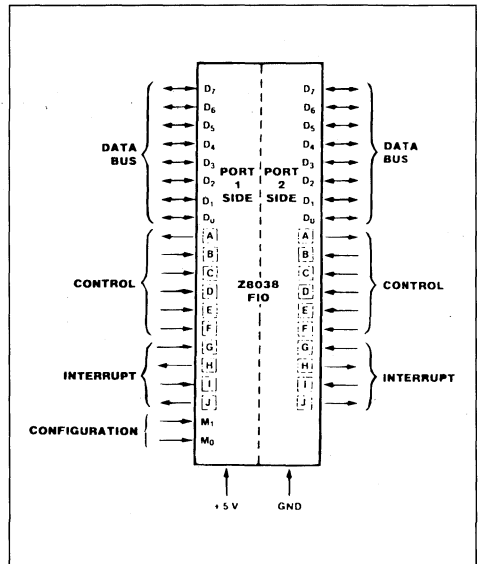 D7 D7
D6 D6
D5 D5
D4 D4
DATA BUS
D3 D3
DATA BUS
D2 D2
PORT 1 SIDE
PORT 2 SIDE
D1 D1
D0 D0
A A
B B
C C
CONTROL
D D
Z8038 FIO
CONTROL
E E
F F
G G
H H
INTERRUPT
I I
INTERRUPT
J J
M1
CONFIGURATION
M0
+5 V GND